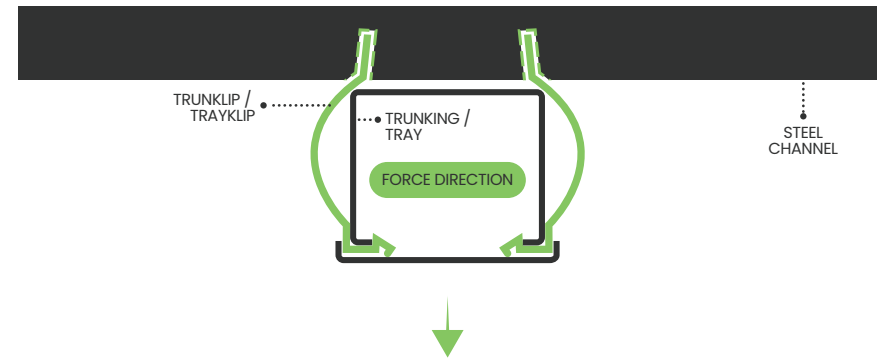 TRUNKLIP /
TRAYKLIP
TRUNKING /
TRAY
FORCE DIRECTION
STEEL
CHANNEL